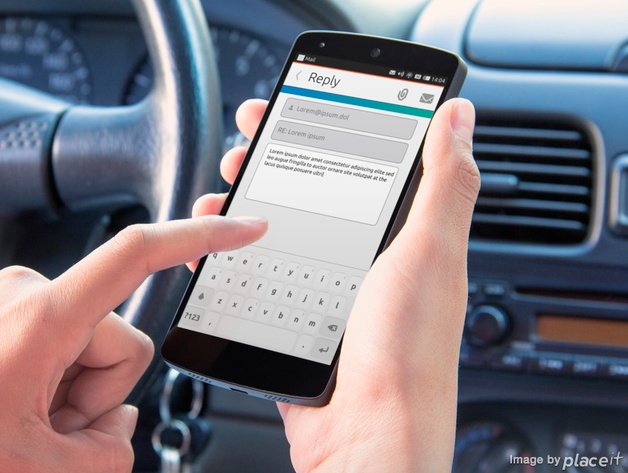 Mail 14:04
Reply
Lorem@ipsum.dol
RE: Lorem ipsum
Lorem ipsum dolor amet consectetur adipiscing elite sed
leo augue fringilla to auctor ornare site volutpat at the
lacus quisque posuere ultri
q w e r t y u i o p
a s d f g h j k l
z x c v b n m
?123 . .
Image by placeit